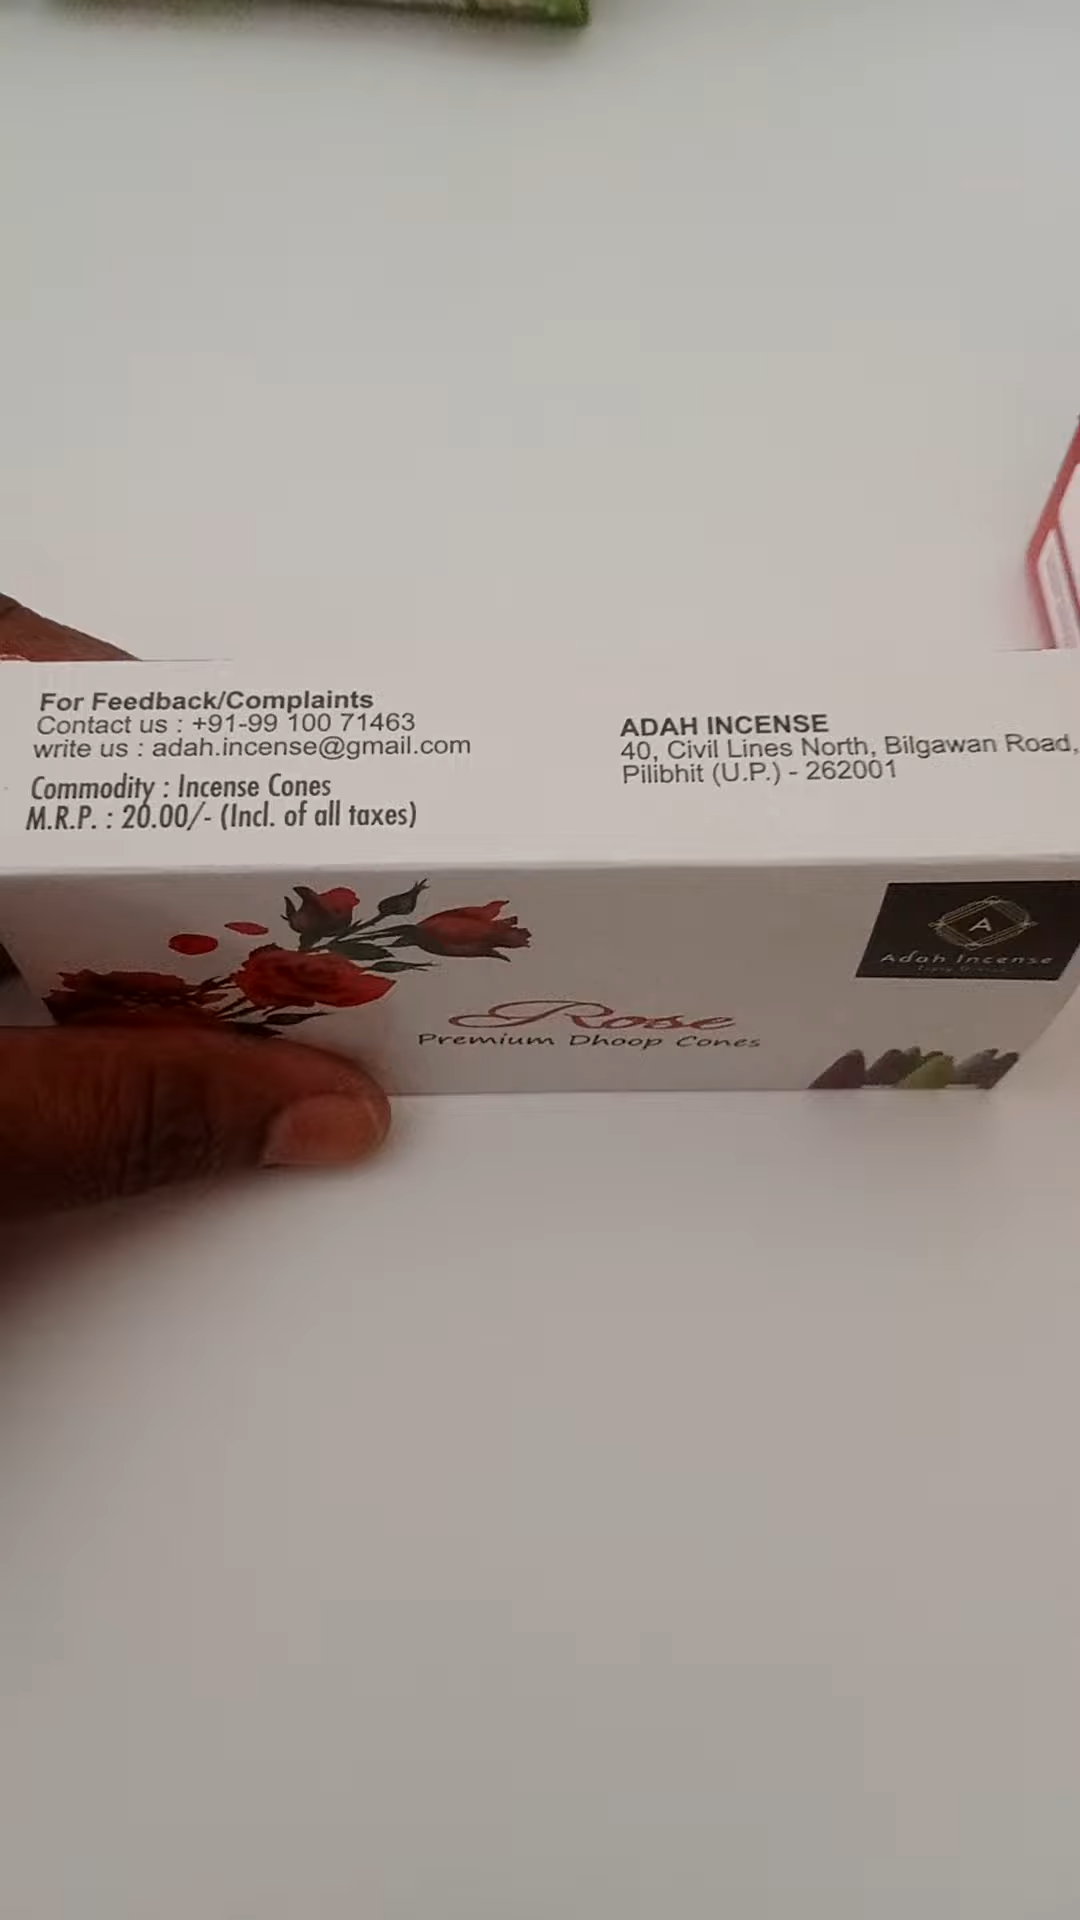 For Feedback/Complaints
Contact us : +91-99 100 71463
write us : adah.incense@gmail.com
Commodity : Incense Cones
M.R.P. : 20.00/- (Incl. of all taxes)
ADAH INCENSE
40, Civil Lines North, Bilgawan Road,
Pilibhit (U.P.) - 262001
A
Adah Incense
Rose
Premium Dhoop Cones